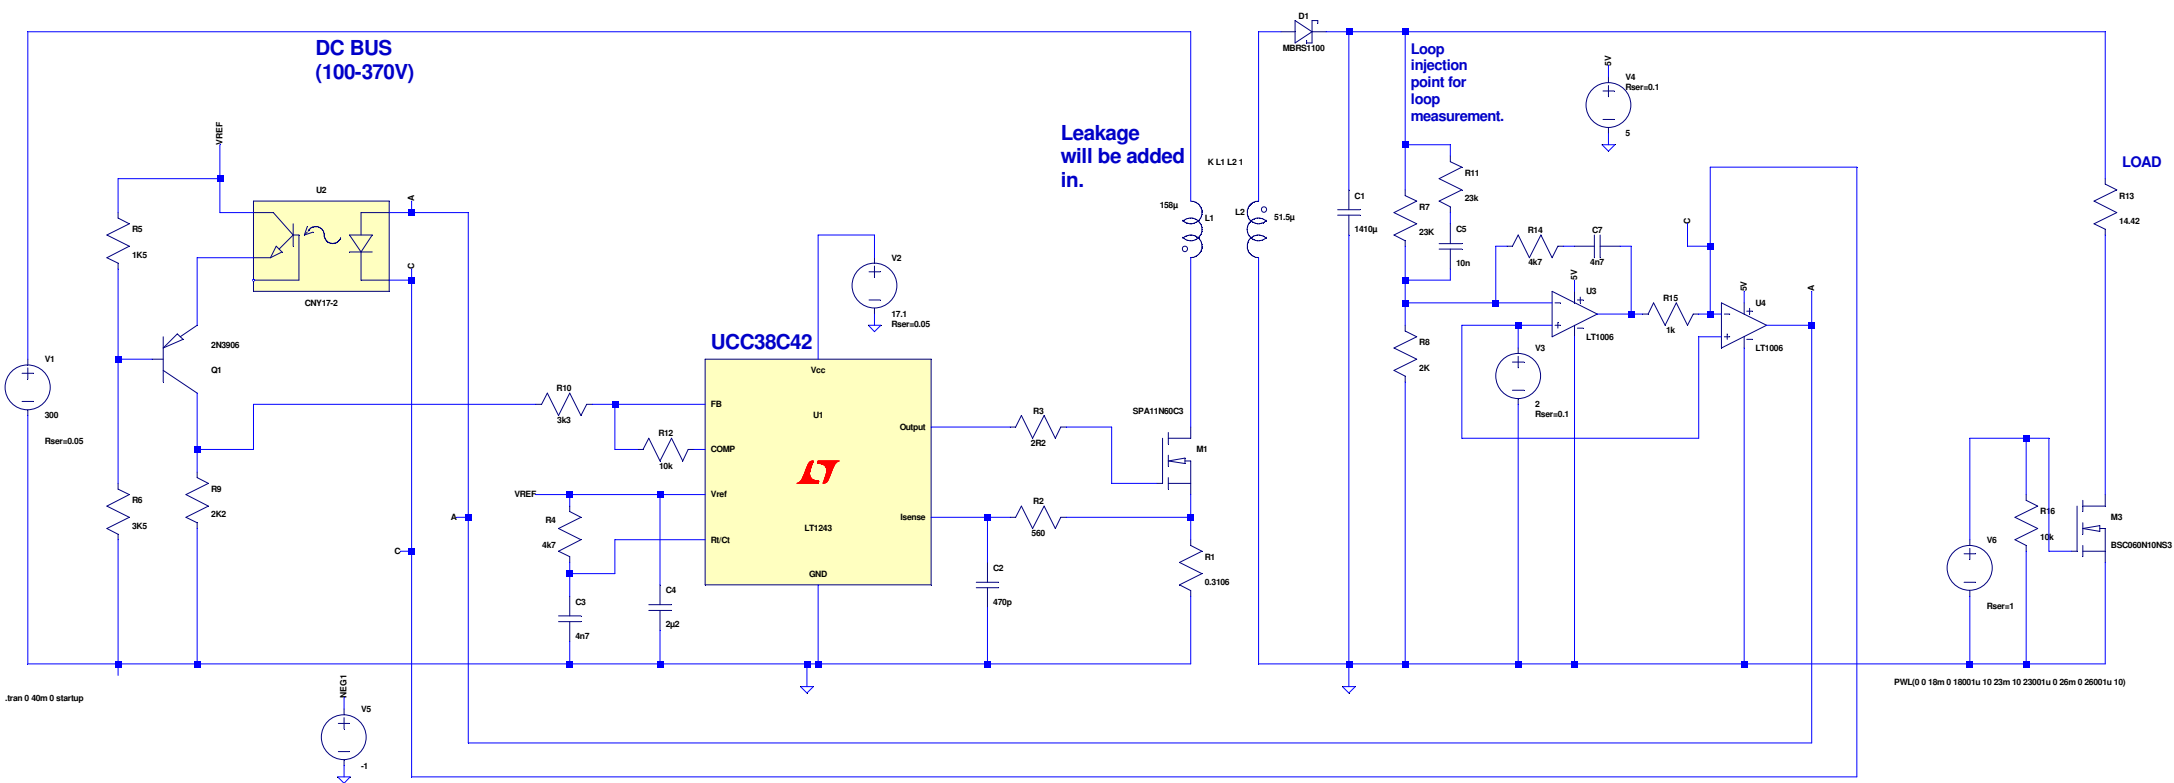 DC BUS
(100-370V)
D1
MBRS1100
Loop
injection
point for
loop
measurement.
5V
V4
Rser=0.1
5
Leakage
will be added
in.
K L1 L2 1
LOAD
VREF
U2
A
C
CNY17-2
R5
1K5
158µ
L1
L2
51.5µ
C1
1410µ
R11
23k
R7
23K
C5
10n
R14
4k7
C7
4n7
C
R13
14.42
V2
17.1
Rser=0.05
5V
U3
LT1006
R15
1k
5V
U4
LT1006
A
2N3906
Q1
V1
300
Rser=0.05
UCC38C42
Vcc
FB
U1
COMP
Output
Vref
LT1243
Isense
Rt/Ct
GND
R10
3k3
R12
10k
R3
2R2
SPA11N60C3
M1
R8
2K
V3
2
Rser=0.1
R6
3K5
R9
2K2
VREF
R4
4k7
A
C
R2
560
R1
0.3106
C2
470p
C3
4n7
C4
2µ2
R16
10k
M3
BSC060N10NS3
V6
Rser=1
.tran 0 40m 0 startup
NEG1
V5
-1
PWL(0 0 18m 0 18001u 10 23m 10 23001u 0 26m 0 26001u 10)